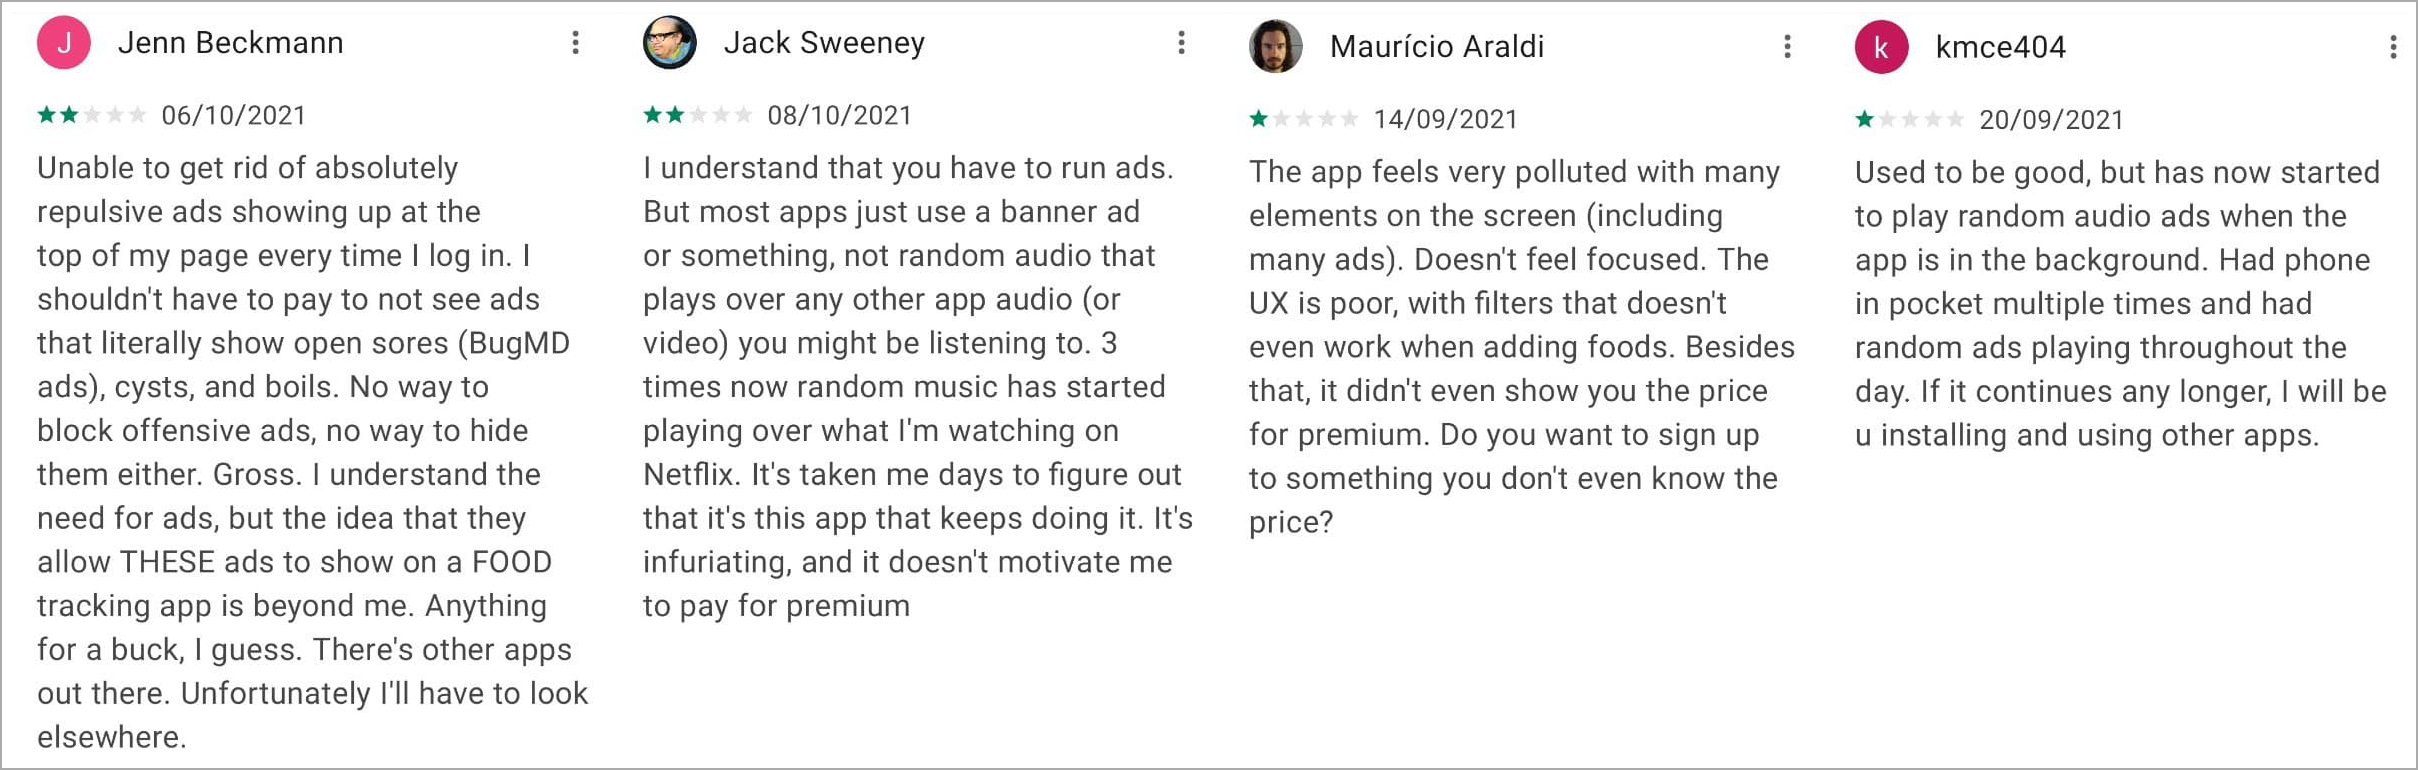 J Jenn Beckmann
06/10/2021
Unable to get rid of absolutely
repulsive ads showing up at the
top of my page every time I log in. I
shouldn't have to pay to not see ads
that literally show open sores (BugMD
ads), cysts, and boils. No way to
block offensive ads, no way to hide
them either. Gross. I understand the
need for ads, but the idea that they
allow THESE ads to show on a FOOD
tracking app is beyond me. Anything
for a buck, I guess. There's other apps
out there. Unfortunately I'll have to look
elsewhere.
Jack Sweeney
08/10/2021
I understand that you have to run ads.
But most apps just use a banner ad
or something, not random audio that
plays over any other app audio (or
video) you might be listening to. 3
times now random music has started
playing over what I'm watching on
Netflix. It's taken me days to figure out
that it's this app that keeps doing it. It's
infuriating, and it doesn't motivate me
to pay for premium
Maurício Araldi
14/09/2021
The app feels very polluted with many
elements on the screen (including
many ads). Doesn't feel focused. The
UX is poor, with filters that doesn't
even work when adding foods. Besides
that, it didn't even show you the price
for premium. Do you want to sign up
to something you don't even know the
price?
k kmce404
20/09/2021
Used to be good, but has now started
to play random audio ads when the
app is in the background. Had phone
in pocket multiple times and had
random ads playing throughout the
day. If it continues any longer, I will be
u installing and using other apps.